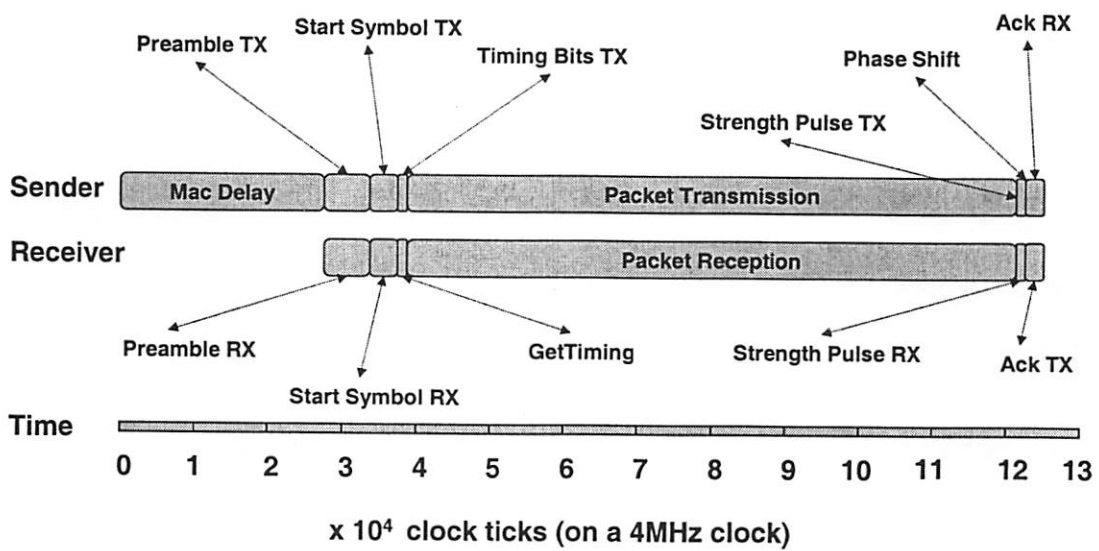 Ack RX
Start Symbol TX
Preamble TX
Timing Bits TX
Phase Shift
Strength Pulse TX
Sender
Mac Delay
Packet Transmission
Receiver
Packet Reception
Preamble RX
GetTiming
Strength Pulse RX
Ack TX
Start Symbol RX
Time
0 1 2 3 4 5 6 7 8 9 10 11 12 13
x 10⁴ clock ticks (on a 4MHz clock)